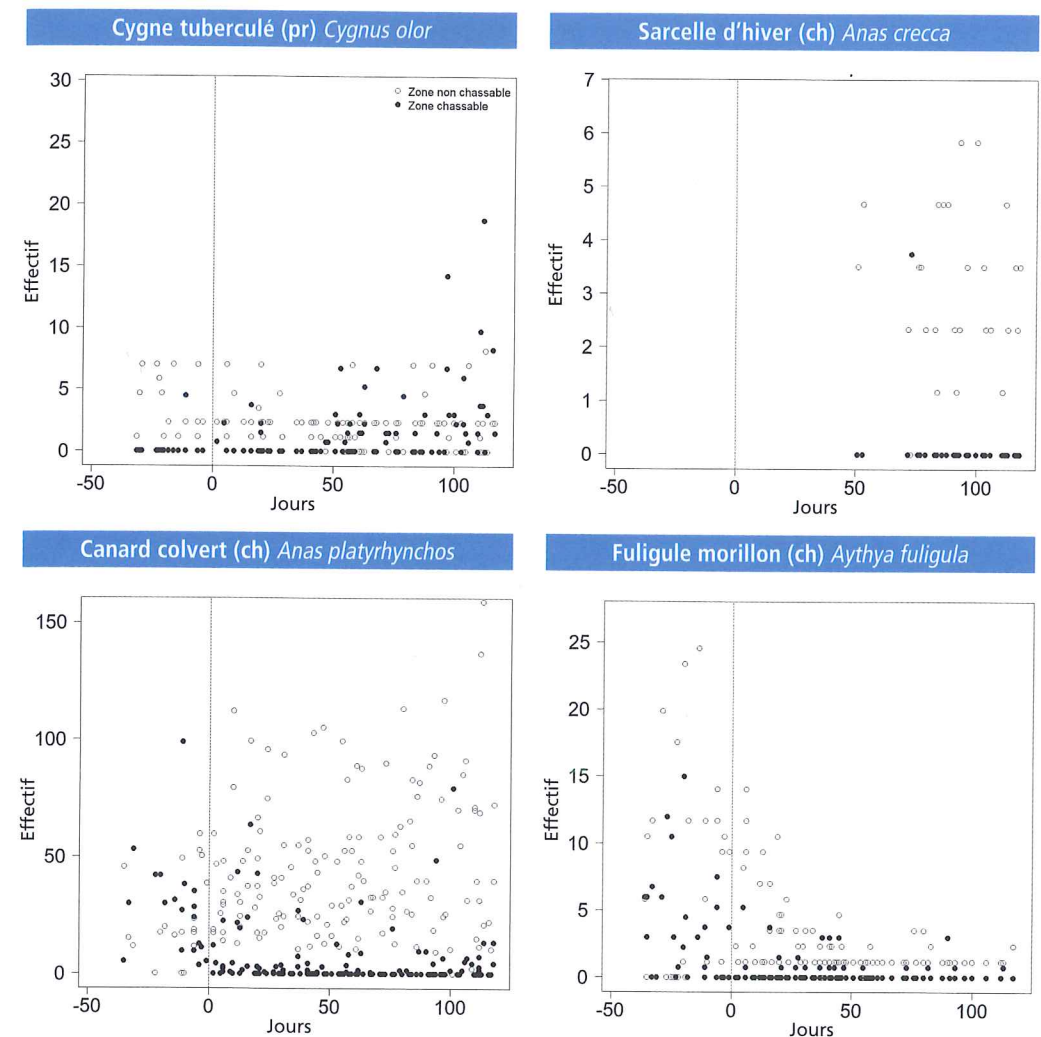 Cygne tuberculé (pr) Cygnus olor
30
25
20
15
10
5
0
Effectif
Zone non chassable
Zone chassable
-50
0
50
100
Jours
Sarcelle d'hiver (ch) Anas crecca
7
6
5
4
3
2
1
0
Effectif
-50
0
50
100
Jours
Canard colvert (ch) Anas platyrhynchos
150
100
50
0
Effectif
-50
0
50
100
Jours
Fuligule morillon (ch) Aythya fuligula
25
20
15
10
5
0
Effectif
-50
0
50
100
Jours